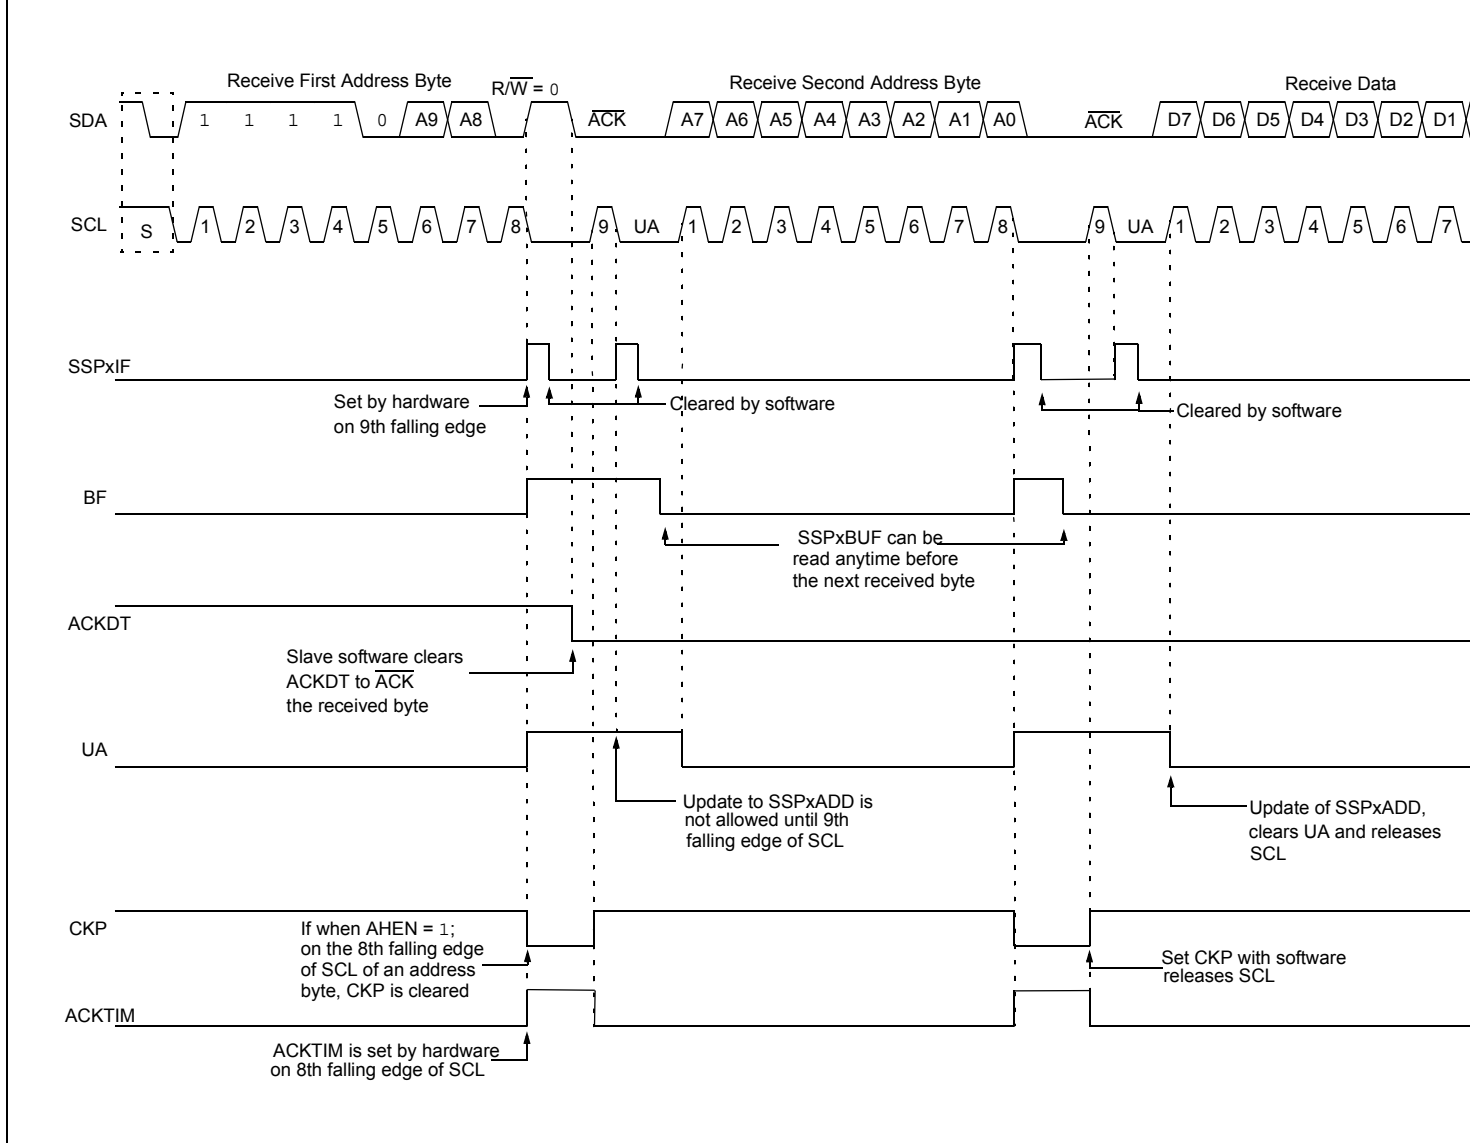 Receive First Address Byte
R/W = 0
Receive Second Address Byte
Receive Data
SDA
1 1 1 1 0 A9 A8
ACK
A7 A6 A5 A4 A3 A2 A1 A0
ACK
D7 D6 D5 D4 D3 D2 D1
SCL
S
1 2 3 4 5 6 7 8 9 UA 1 2 3 4 5 6 7 8 9 UA 1 2 3 4 5 6 7
SSPxIF
Set by hardware
on 9th falling edge
Cleared by software
Cleared by software
BF
SSPxBUF can be
read anytime before
the next received byte
ACKDT
Slave software clears
ACKDT to ACK
the received byte
UA
Update to SSPxADD is
not allowed until 9th
falling edge of SCL
Update of SSPxADD,
clears UA and releases
SCL
CKP
If when AHEN = 1;
on the 8th falling edge
of SCL of an address
byte, CKP is cleared
Set CKP with software
releases SCL
ACKTIM
ACKTIM is set by hardware
on 8th falling edge of SCL